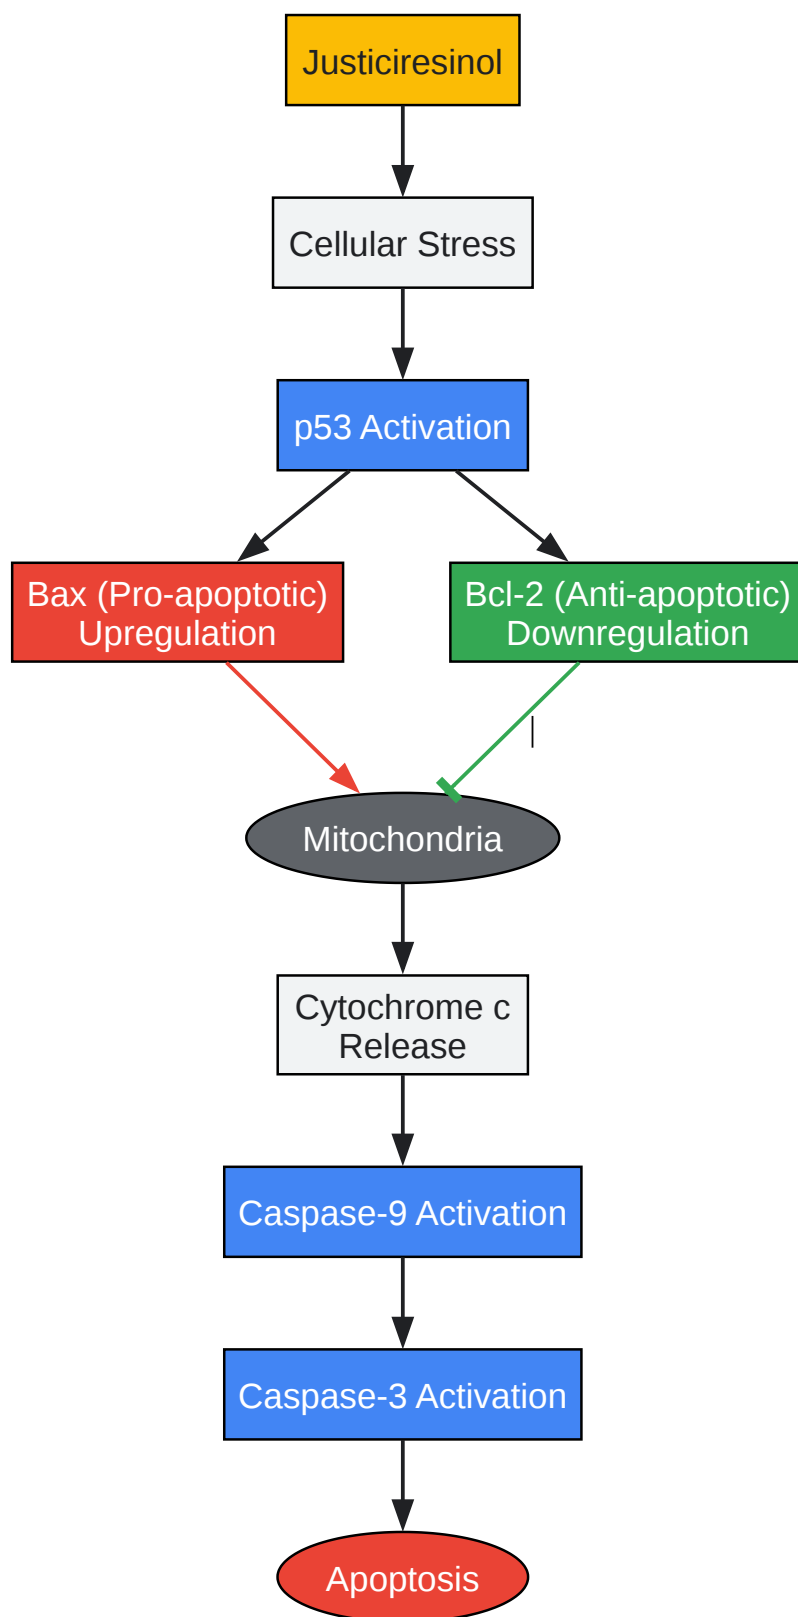 Justiciresinol
Cellular Stress
p53 Activation
Bax (Pro-apoptotic)
Upregulation
Bcl-2 (Anti-apoptotic)
Downregulation
|
Mitochondria
Cytochrome c
Release
Caspase-9 Activation
Caspase-3 Activation
Apoptosis